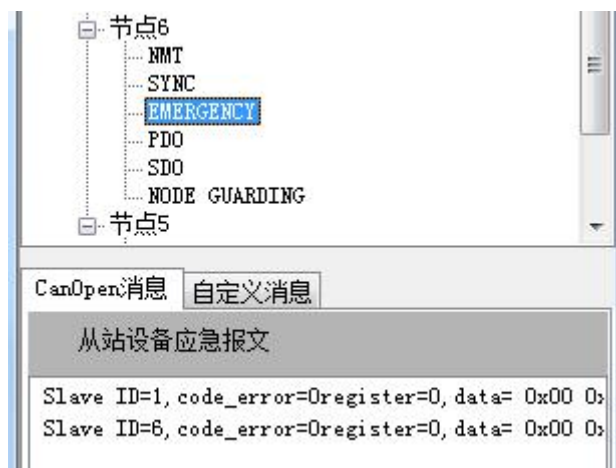 节点6
NMT
SYNC
EMERGENCY
PDO
SDO
NODE GUARDING
节点5
CanOpen消息 自定义消息
从站设备应急报文
Slave ID=1, code_error=0register=0, data= 0x00 0x
Slave ID=6, code_error=0register=0, data= 0x00 0x